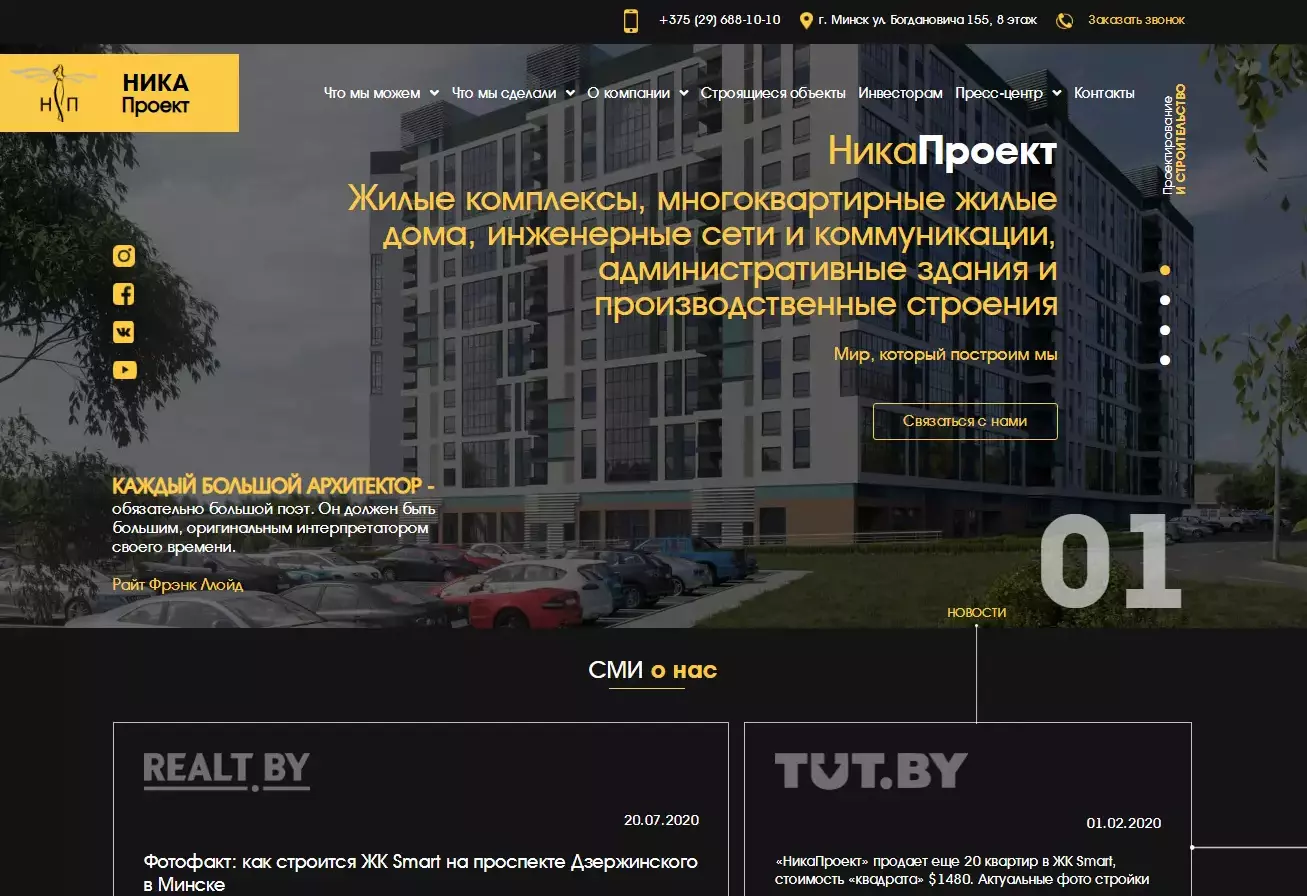 +375 (29) 688-10-10
г. Минск ул. Богдановича 155, 8 этаж
Заказать звонок
НП
НИКА
Проект
Что мы можем
Что мы сделали
О компании
Строящиеся объекты
Инвесторам
Пресс-центр
Контакты
Проектирование
И СТРОИТЕЛЬСТВО
НикаПроект
Жилые комплексы, многоквартирные жилые
дома, инженерные сети и коммуникации,
административные здания и
производственные строения
Мир, который построим мы
Связаться с нами
КАЖДЫЙ БОЛЬШОЙ АРХИТЕКТОР -
обязательно большой поэт. Он должен быть
большим, оригинальным интерпретатором
своего времени.
Райт Фрэнк Ллойд
01
НОВОСТИ
СМИ о нас
REALT.BY
20.07.2020
Фотофакт: как строится ЖК Smart на проспекте Дзержинского
в Минске
TUT.BY
01.02.2020
«НикаПроект» продает еще 20 квартир в ЖК Smart,
стоимость «квадрата» $1480. Актуальные фото стройки